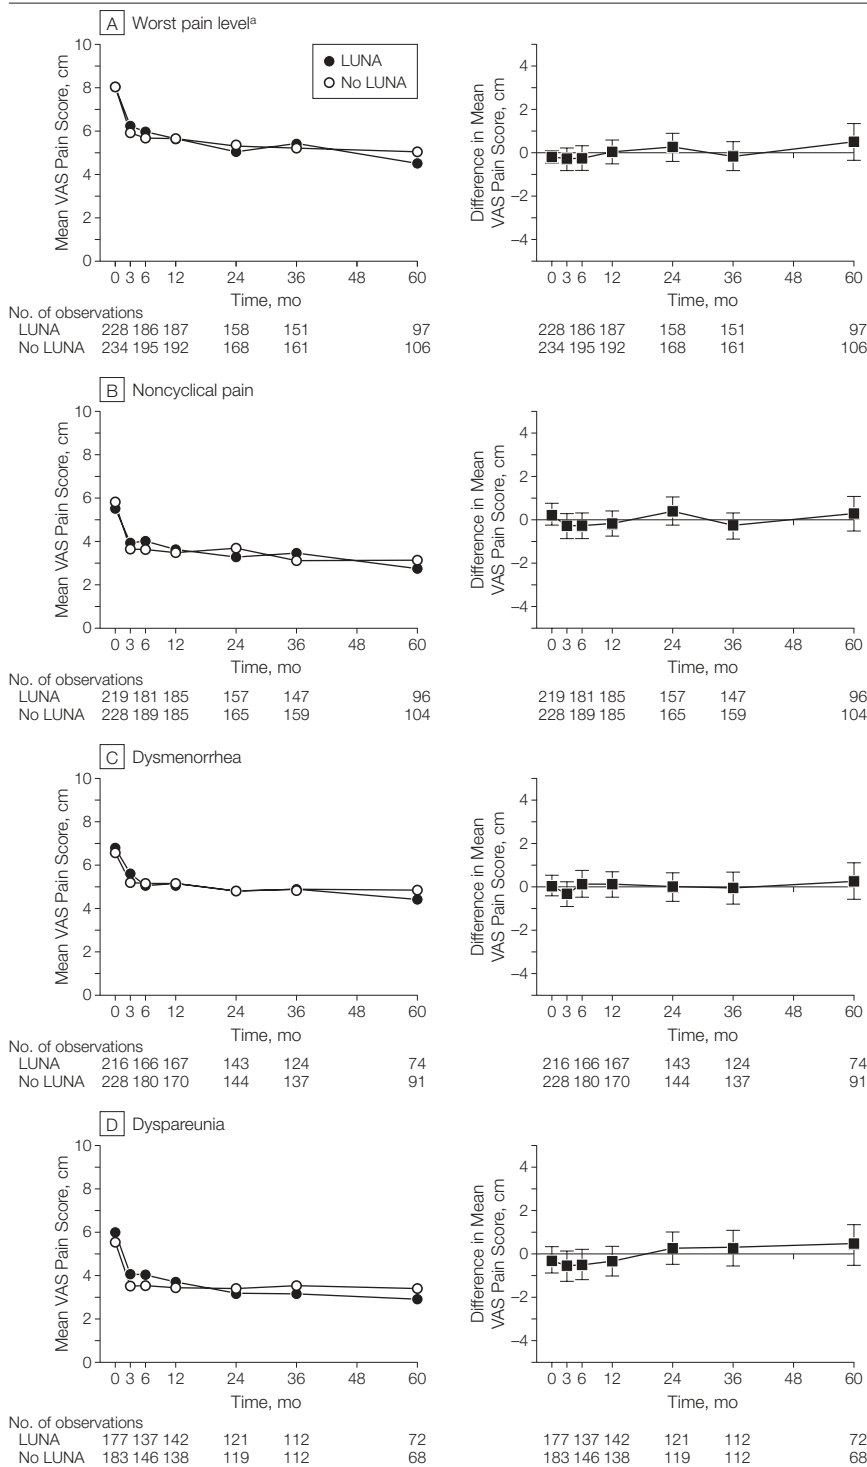 A Worst pain levelᵃ
Mean VAS Pain Score, cm
10
8
6
4
2
0
LUNA
No LUNA
0 3 6 12 24 36 48 60
Time, mo
Difference in Mean
VAS Pain Score, cm
4
2
0
–2
–4
0 3 6 12 24 36 48 60
Time, mo
No. of observations
LUNA 228 186 187 158 151 97 228 186 187 158 151 97
No LUNA 234 195 192 168 161 106 234 195 192 168 161 106
B Noncyclical pain
Mean VAS Pain Score, cm
10
8
6
4
2
0
0 3 6 12 24 36 48 60
Time, mo
Difference in Mean
VAS Pain Score, cm
4
2
0
–2
–4
0 3 6 12 24 36 48 60
Time, mo
No. of observations
LUNA 219 181 185 157 147 96 219 181 185 157 147 96
No LUNA 228 189 185 165 159 104 228 189 185 165 159 104
C Dysmenorrhea
Mean VAS Pain Score, cm
10
8
6
4
2
0
0 3 6 12 24 36 48 60
Time, mo
Difference in Mean
VAS Pain Score, cm
4
2
0
–2
–4
0 3 6 12 24 36 48 60
Time, mo
No. of observations
LUNA 216 166 167 143 124 74 216 166 167 143 124 74
No LUNA 228 180 170 144 137 91 228 180 170 144 137 91
D Dyspareunia
Mean VAS Pain Score, cm
10
8
6
4
2
0
0 3 6 12 24 36 48 60
Time, mo
Difference in Mean
VAS Pain Score, cm
4
2
0
–2
–4
0 3 6 12 24 36 48 60
Time, mo
No. of observations
LUNA 177 137 142 121 112 72 177 137 142 121 112 72
No LUNA 183 146 138 119 112 68 183 146 138 119 112 68